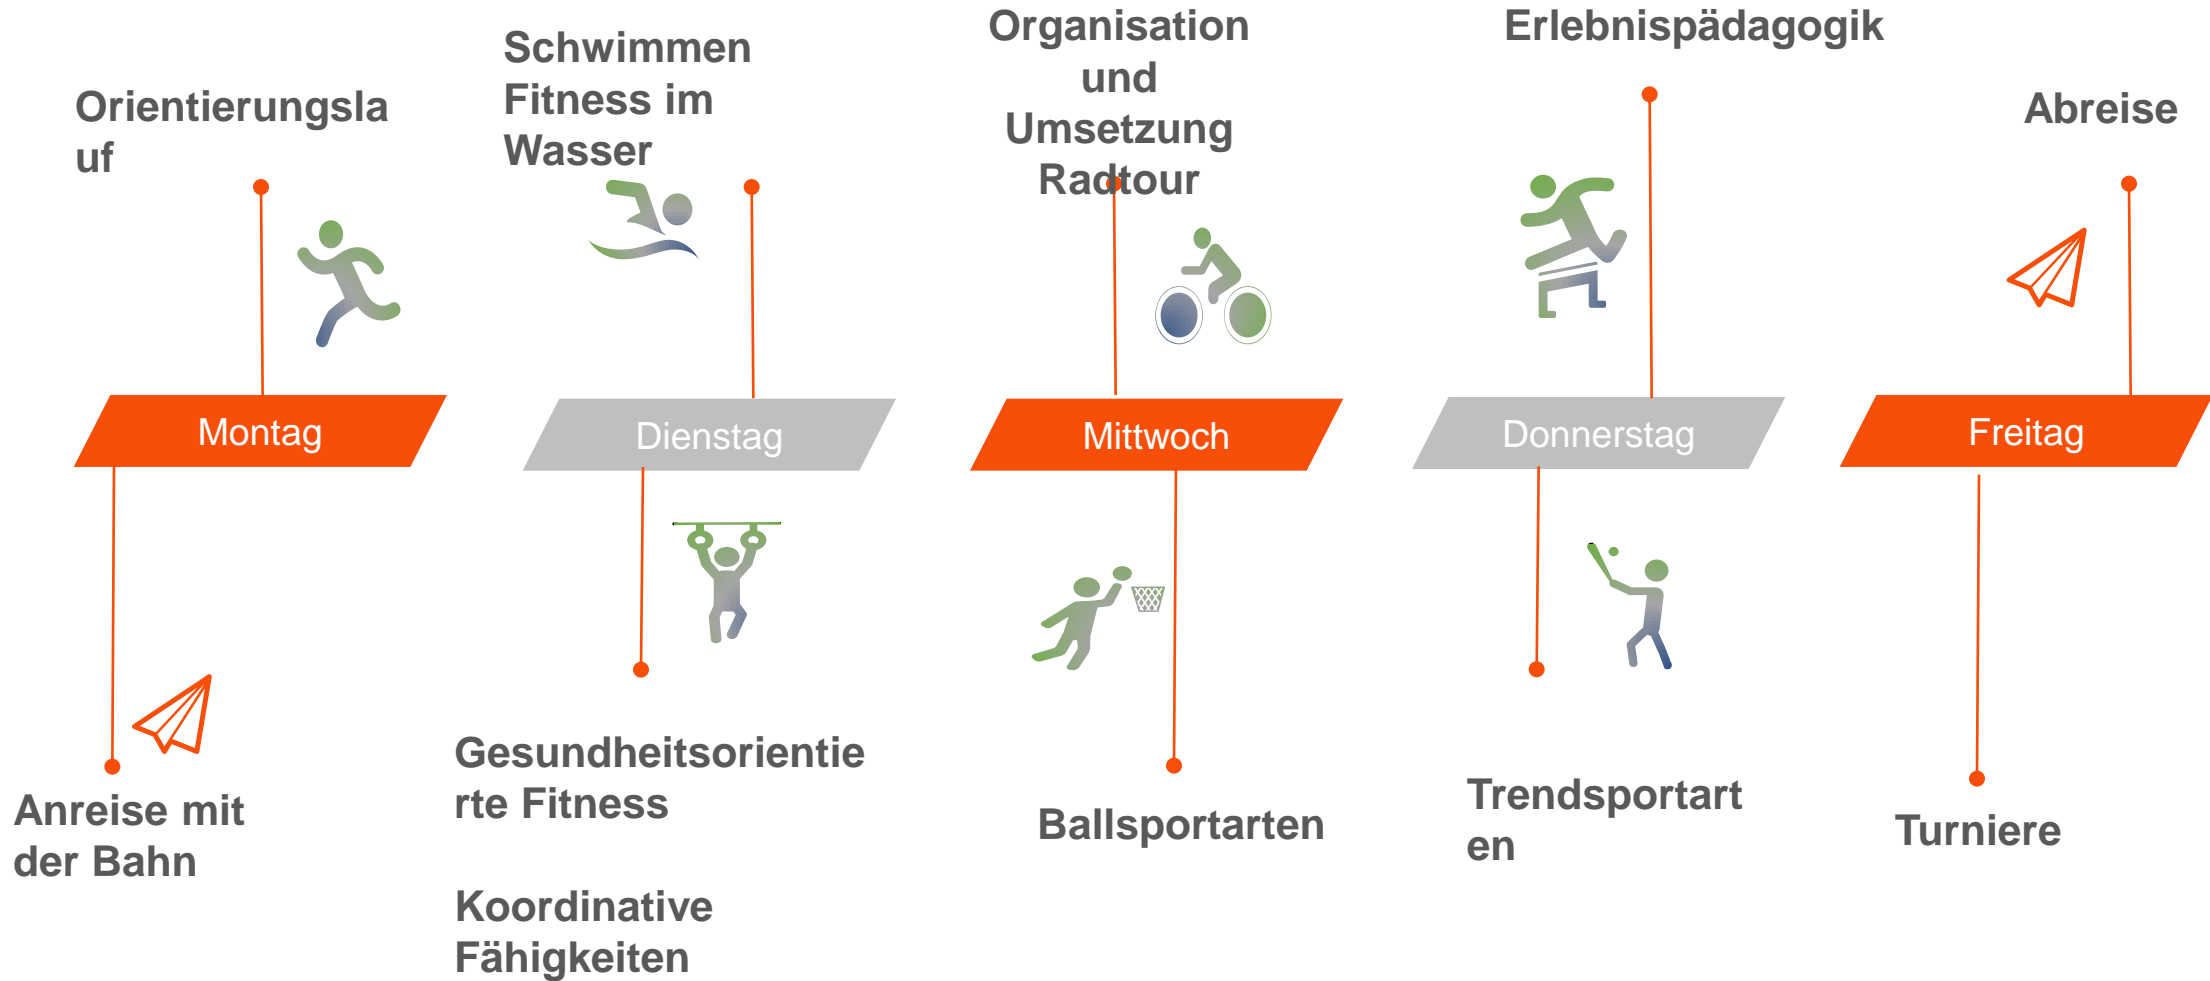 Orientierungsla
uf
Schwimmen
Fitness im
Wasser
Organisation
und
Umsetzung
Radtour
Erlebnispädagogik
Abreise
Montag
Dienstag
Mittwoch
Donnerstag
Freitag
Anreise mit
der Bahn
Gesundheitsorientie
rte Fitness
Koordinative
Fähigkeiten
Ballsportarten
Trendsportart
en
Turniere